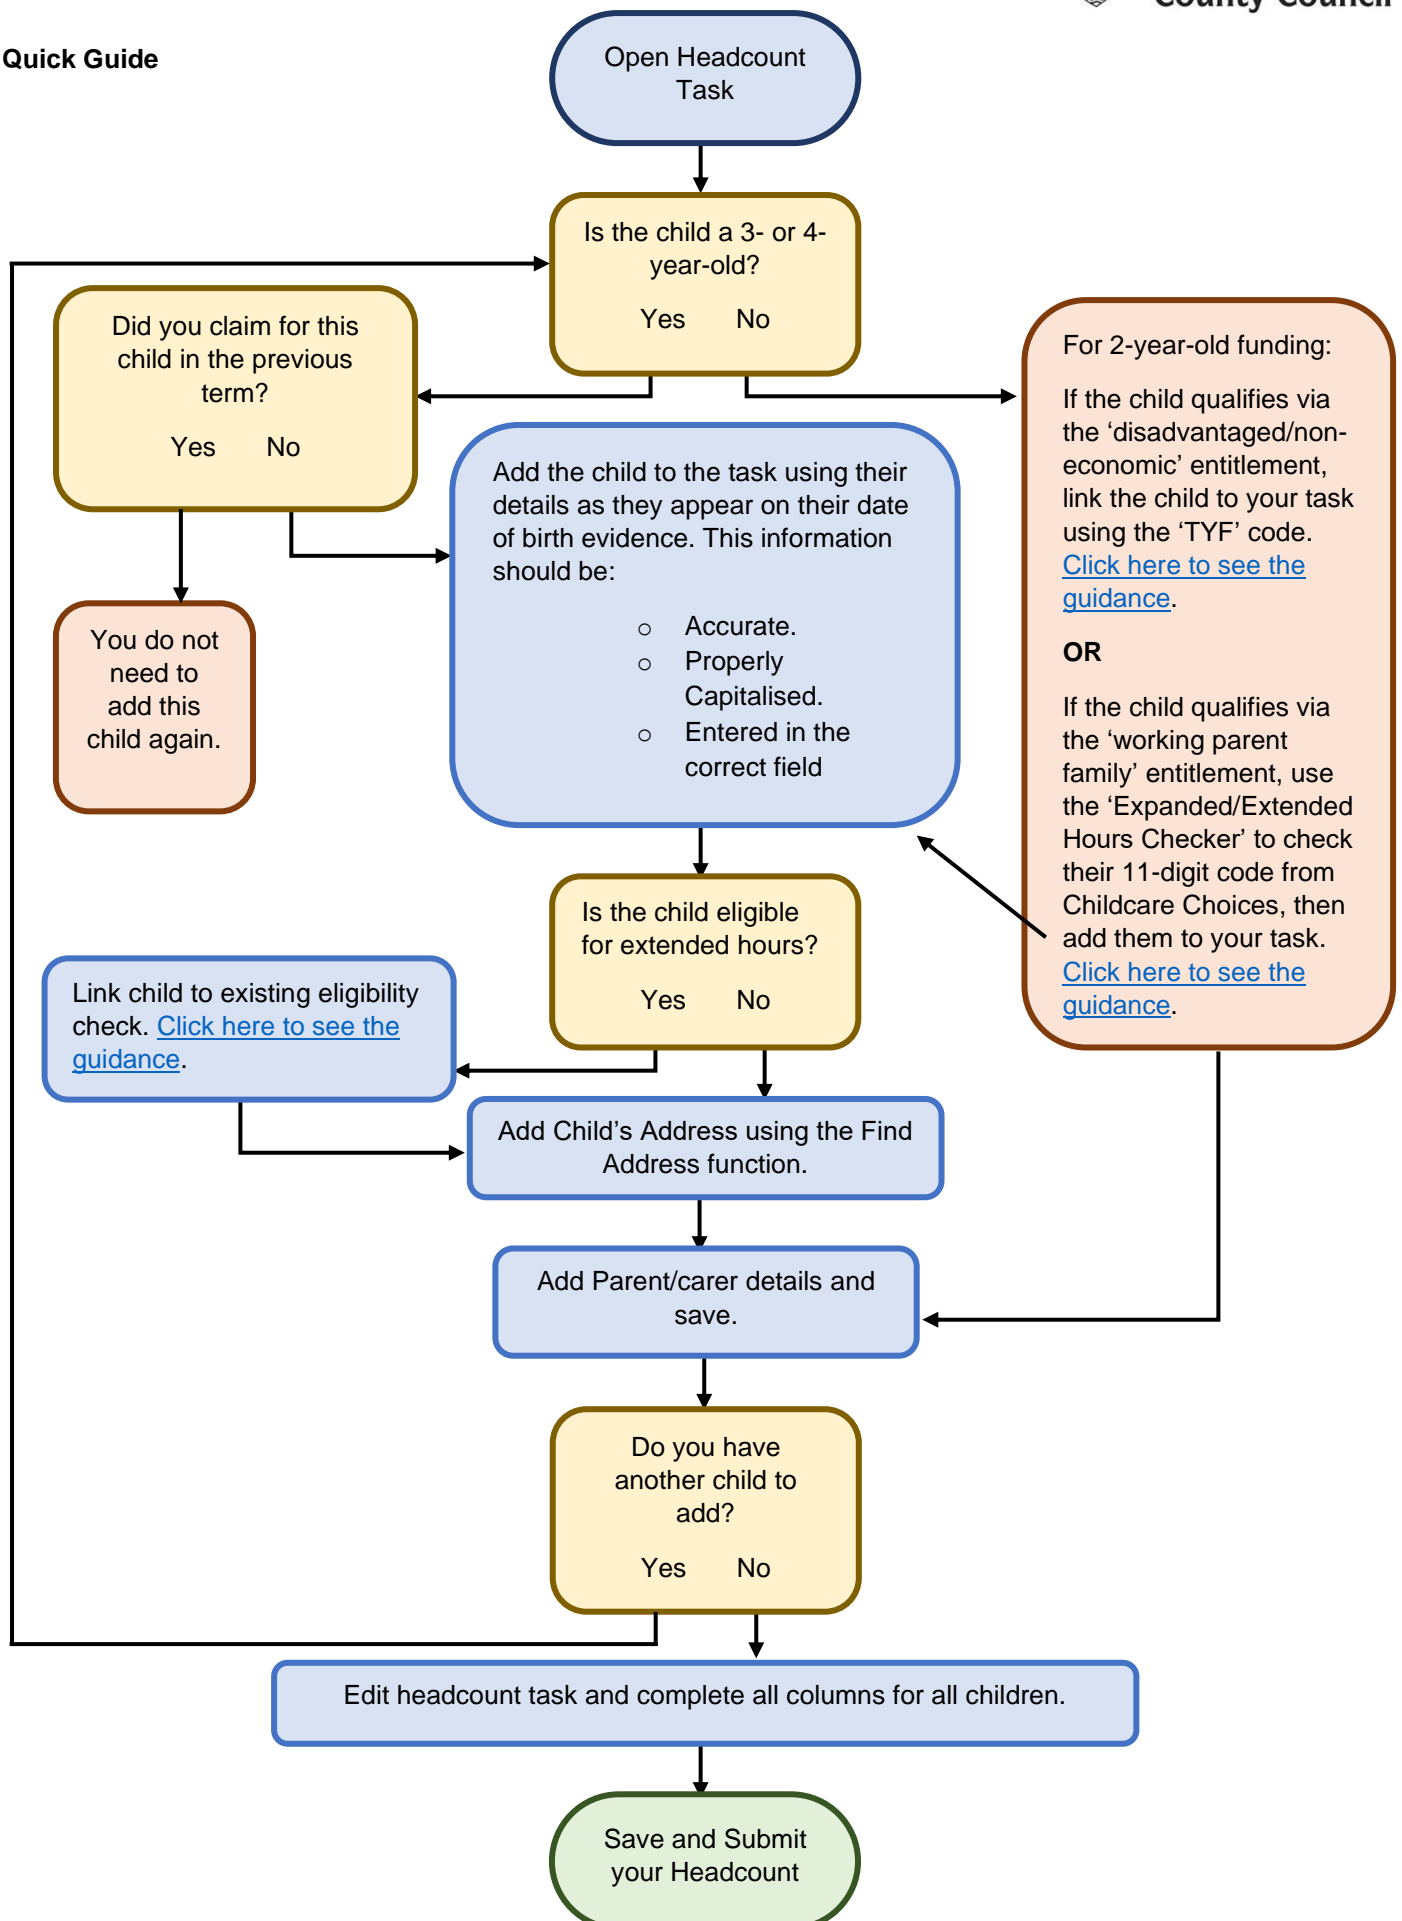 County Council
Quick Guide
Open Headcount
Task
Is the child a 3- or 4-
year-old?
Yes No
Did you claim for this
child in the previous
term?
Yes No
You do not
need to
add this
child again.
Add the child to the task using their
details as they appear on their date
of birth evidence. This information
should be:
o Accurate.
o Properly
Capitalised.
o Entered in the
correct field
For 2-year-old funding:
If the child qualifies via
the ‘disadvantaged/non-
economic’ entitlement,
link the child to your task
using the ‘TYF’ code.
Click here to see the
guidance.
OR
If the child qualifies via
the ‘working parent
family’ entitlement, use
the ‘Expanded/Extended
Hours Checker’ to check
their 11-digit code from
Childcare Choices, then
add them to your task.
Click here to see the
guidance.
Is the child eligible
for extended hours?
Yes No
Link child to existing eligibility
check. Click here to see the
guidance.
Add Child’s Address using the Find
Address function.
Add Parent/carer details and
save.
Do you have
another child to
add?
Yes No
Edit headcount task and complete all columns for all children.
Save and Submit
your Headcount